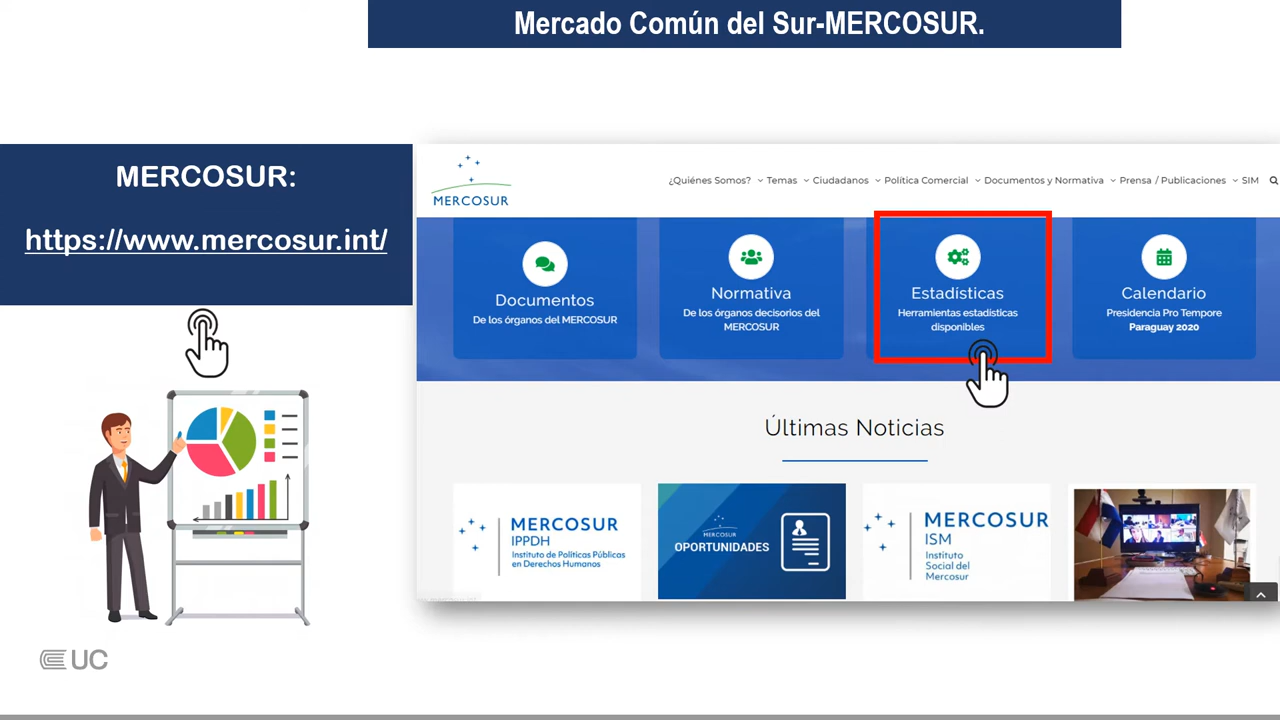 Mercado Común del Sur-MERCOSUR.
MERCOSUR:
https://www.mercosur.int/
MERCOSUR
¿Quiénes Somos?
Temas
Ciudadanos
Política Comercial
Documentos y Normativa
Prensa / Publicaciones
SIM
Documentos
De los órganos del MERCOSUR
Normativa
De los órganos decisorios del
MERCOSUR
Estadísticas
Herramientas estadísticas
disponibles
Calendario
Presidencia Pro Tempore
Paraguay 2020
Últimas Noticias
MERCOSUR
IPPDH
Instituto de Políticas Públicas
en Derechos Humanos
MERCOSUR
OPORTUNIDADES
MERCOSUR
ISM
Instituto
Social del
Mercosur
UC